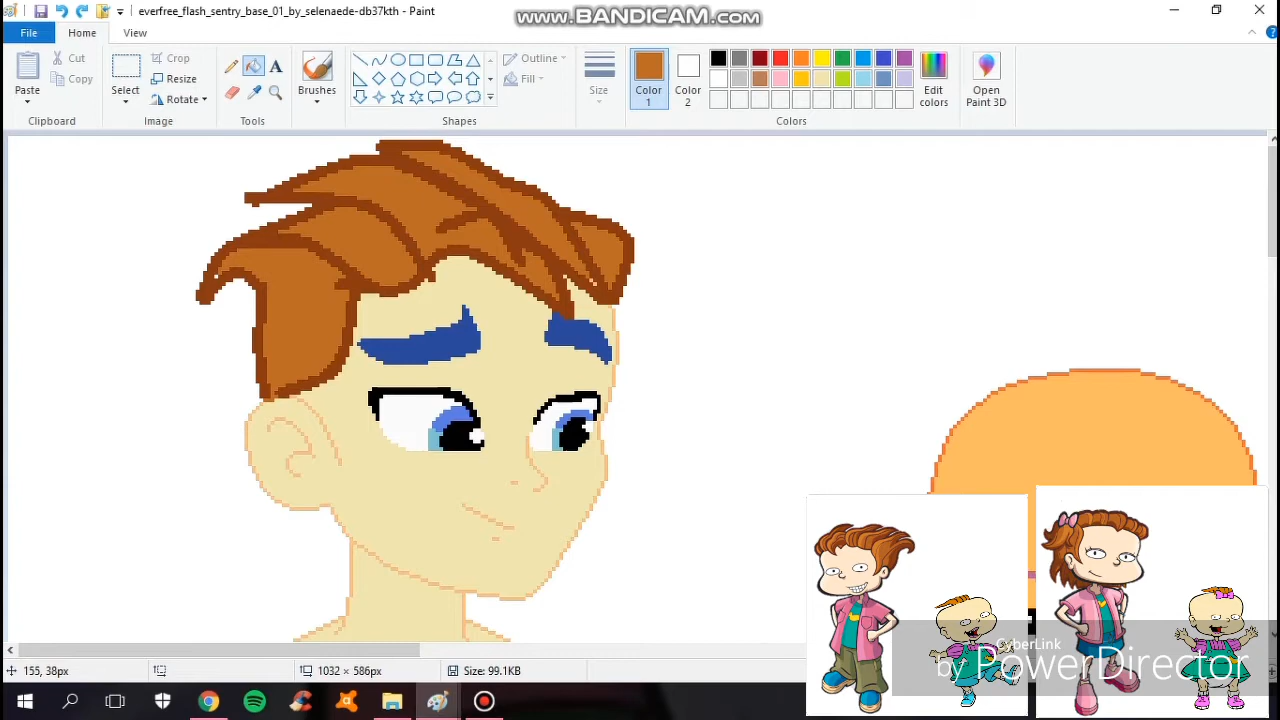 everfree_flash_sentry_base_01_by_selenaede-db37kth - Paint
www.BANDICAM.com
File
Home
View
Paste
Cut
Copy
Clipboard
Select
Crop
Resize
Rotate
Image
A
Tools
Brushes
Outline
Fill
Shapes
Size
Color 1
Color 2
Colors
Edit colors
Open Paint 3D
CyberLink
by PowerDirector
155, 38px
1032 × 586px
Size: 99.1KB